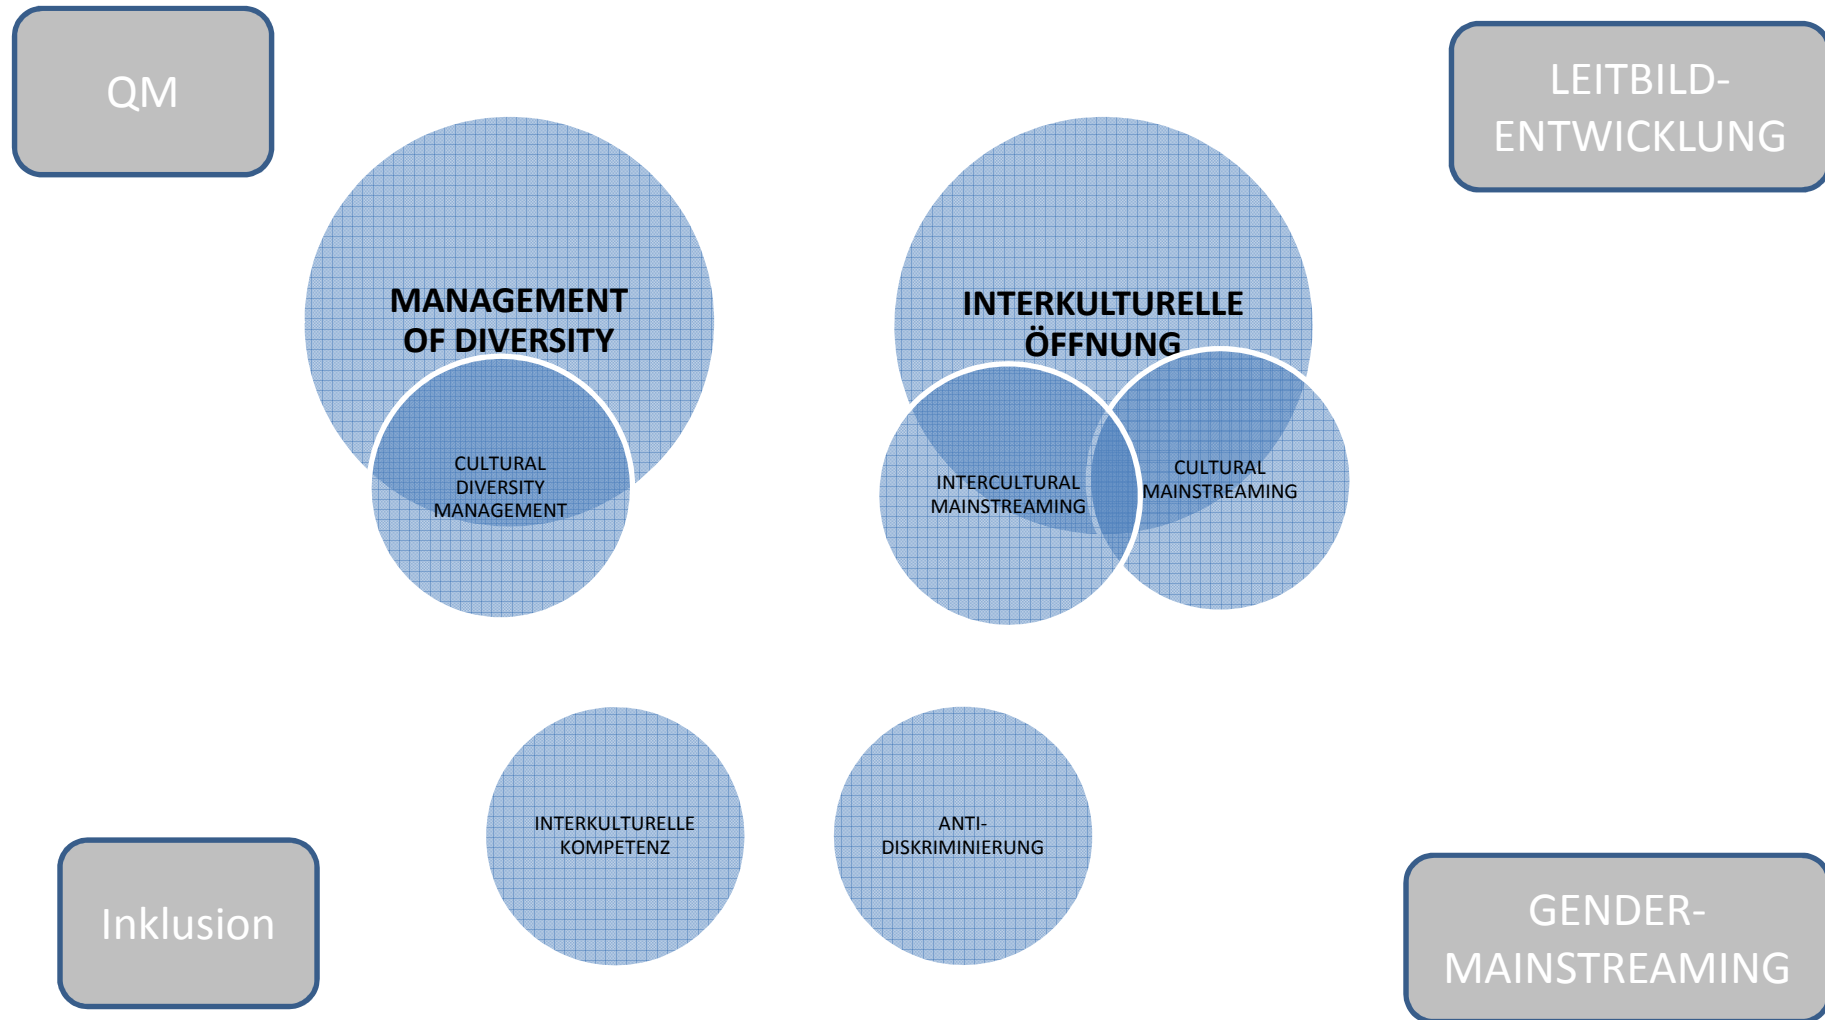 QM
LEITBILD-
ENTWICKLUNG
MANAGEMENT
OF DIVERSITY
CULTURAL
DIVERSITY
MANAGEMENT
INTERKULTURELLE
ÖFFNUNG
INTERCULTURAL
MAINSTREAMING
CULTURAL
MAINSTREAMING
INTERKULTURELLE
KOMPETENZ
ANTI-
DISKRIMINIERUNG
Inklusion
GENDER-
MAINSTREAMING